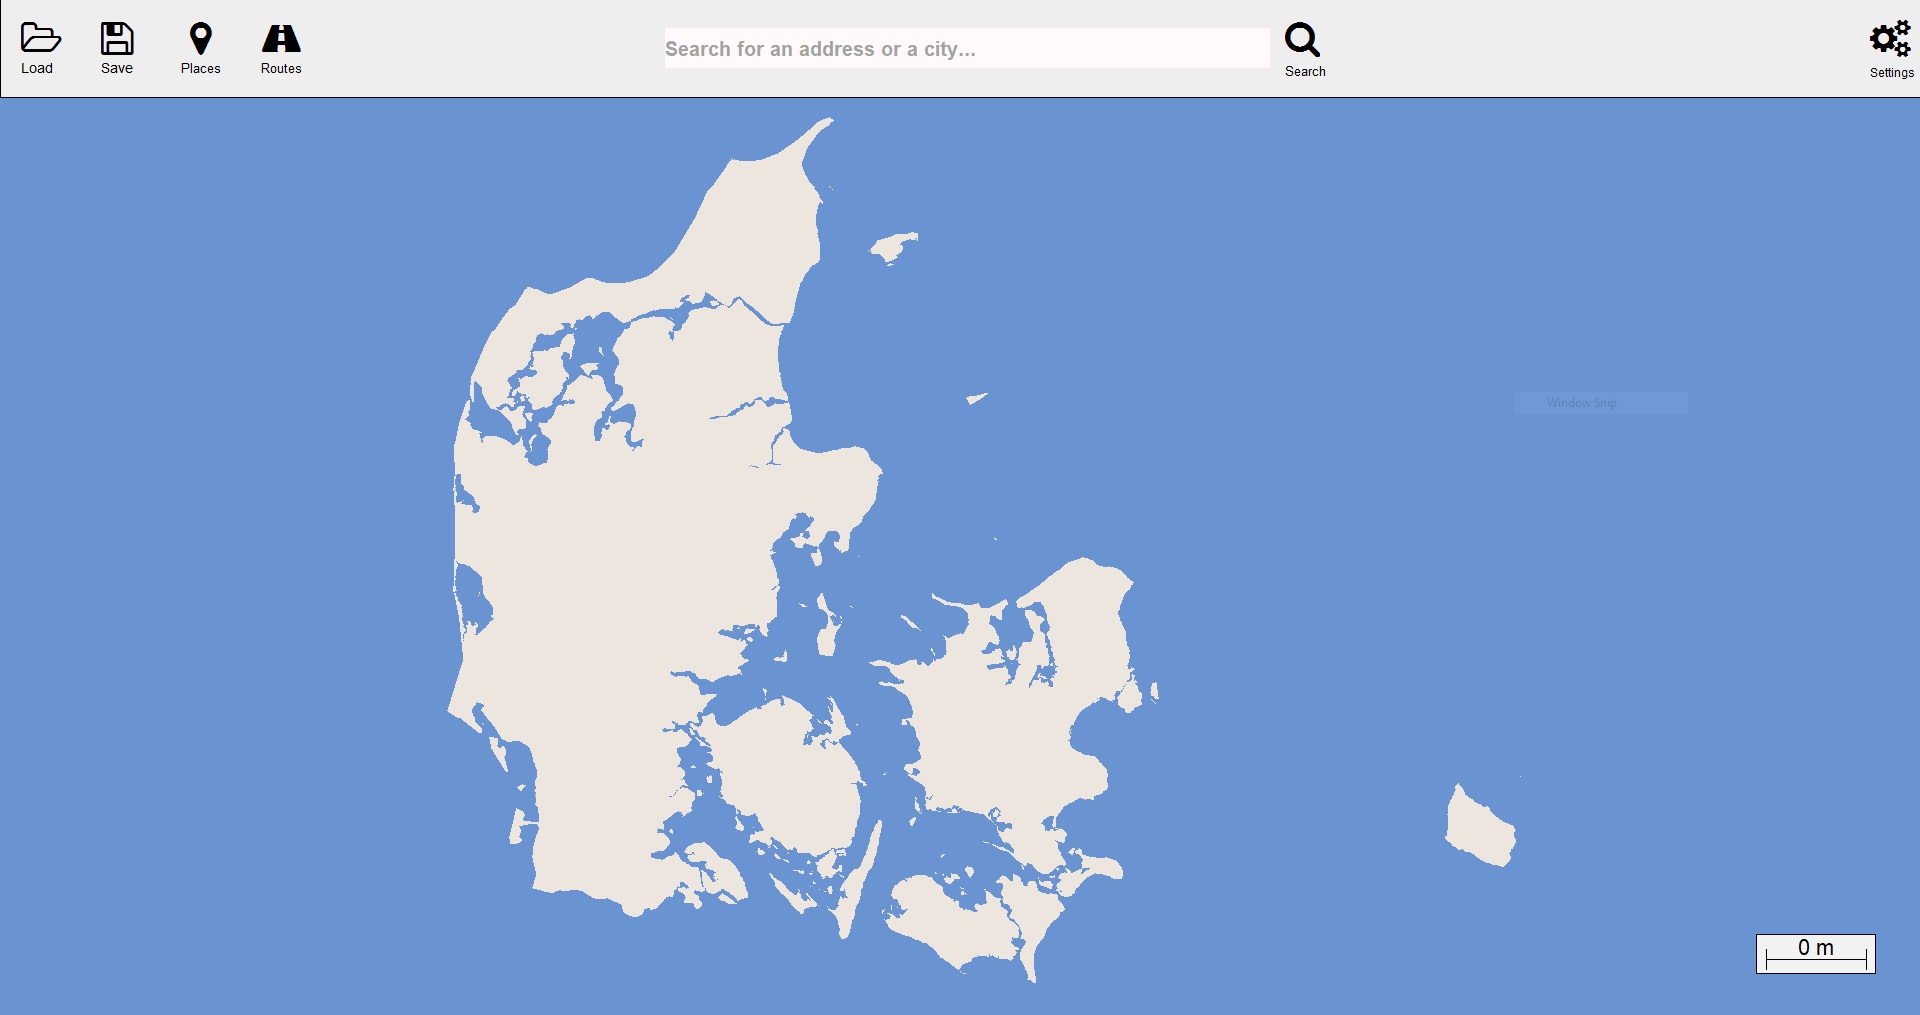 Load
Save
Places
Routes
Search for an address or a city...
Search
Settings
Window Snip
0 m